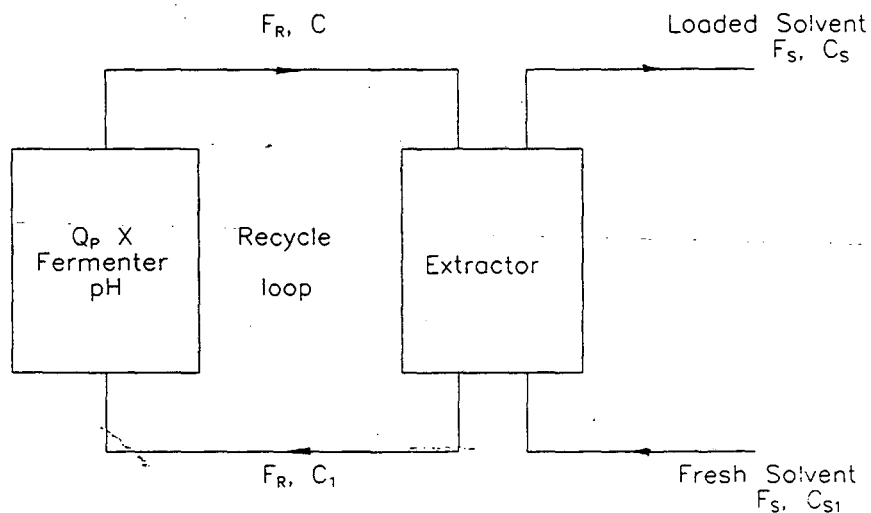 F_R, C
Loaded Solvent
F_S, C_S
Q_P X
Fermenter
pH
Recycle
loop
Extractor
F_R, C_1
Fresh Solvent
F_S, C_S1